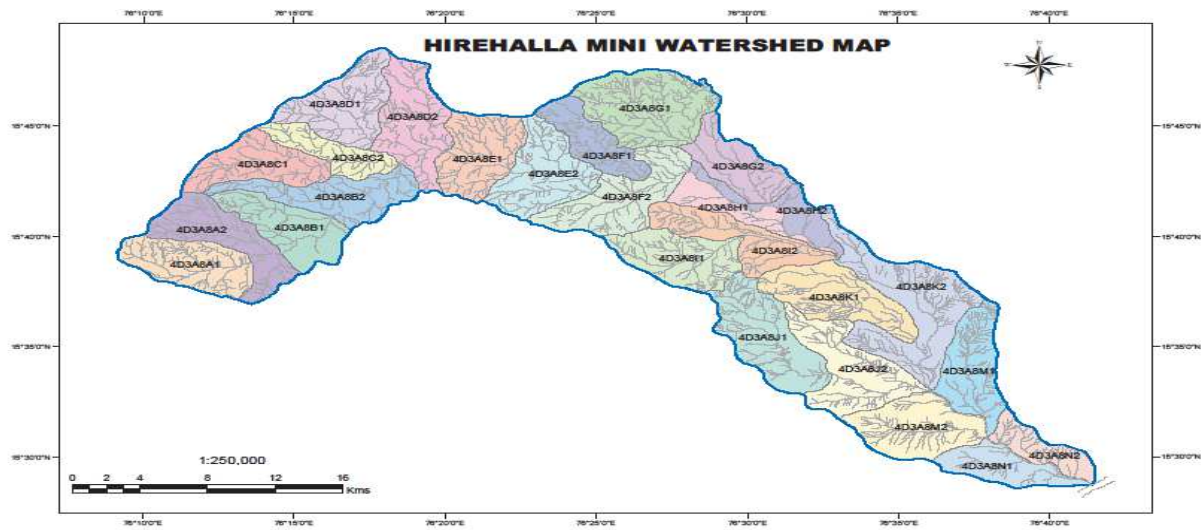 76°10'0"E 76°15'0"E 76°20'0"E 76°25'0"E 76°30'0"E 76°35'0"E 76°40'0"E
HIREHALLA MINI WATERSHED MAP
N
W E
S
4D3A8D1
4D3A8D2
4D3A8G1
15°45'0"N 15°45'0"N
4D3A8C1
4D3A8C2
4D3A8E1
4D3A8E2
4D3A8F1
4D3A8G2
4D3A8B2
4D3A8F2
4D3A8H1
4D3A8H2
4D3A8A2
4D3A8B1
15°40'0"N 15°40'0"N
4D3A8A1
4D3A8I1
4D3A8I2
4D3A8K2
4D3A8K1
15°35'0"N 15°35'0"N
4D3A8J1
4D3A8J2
4D3A8M1
4D3A8M2
15°30'0"N 15°30'0"N
4D3A8N2
4D3A8N1
1:250,000
0 2 4 8 12 16
Kms
76°10'0"E 76°15'0"E 76°20'0"E 76°25'0"E 76°30'0"E 76°35'0"E 76°40'0"E